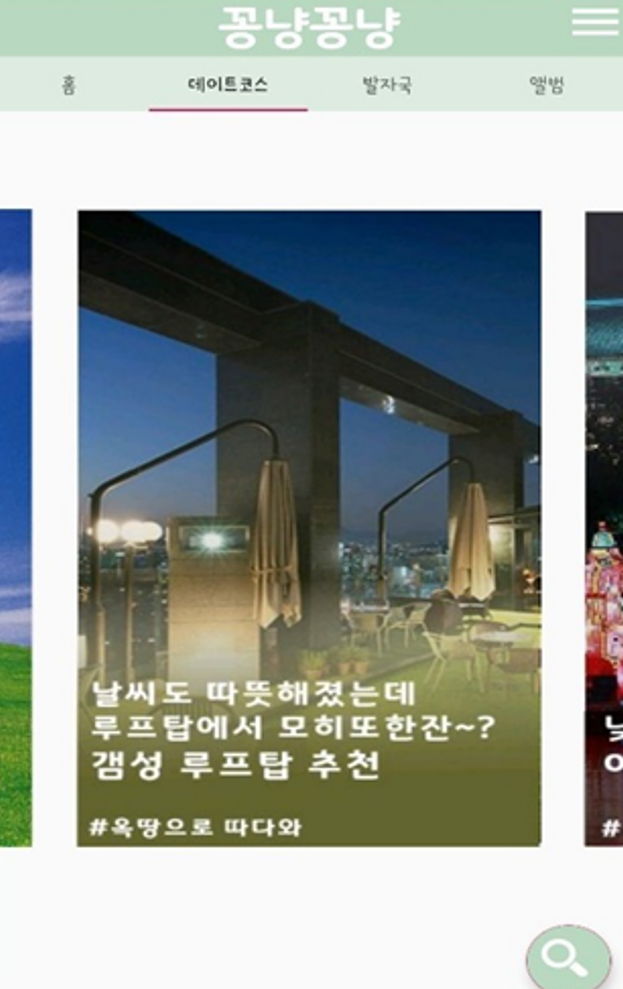 꽁냥꽁냥
홈 데이트코스 발자국 앨범
날씨도 따뜻해졌는데
루프탑에서 모히또한잔~?
갬성 루프탑 추천
#옥땅으로 따다와
#